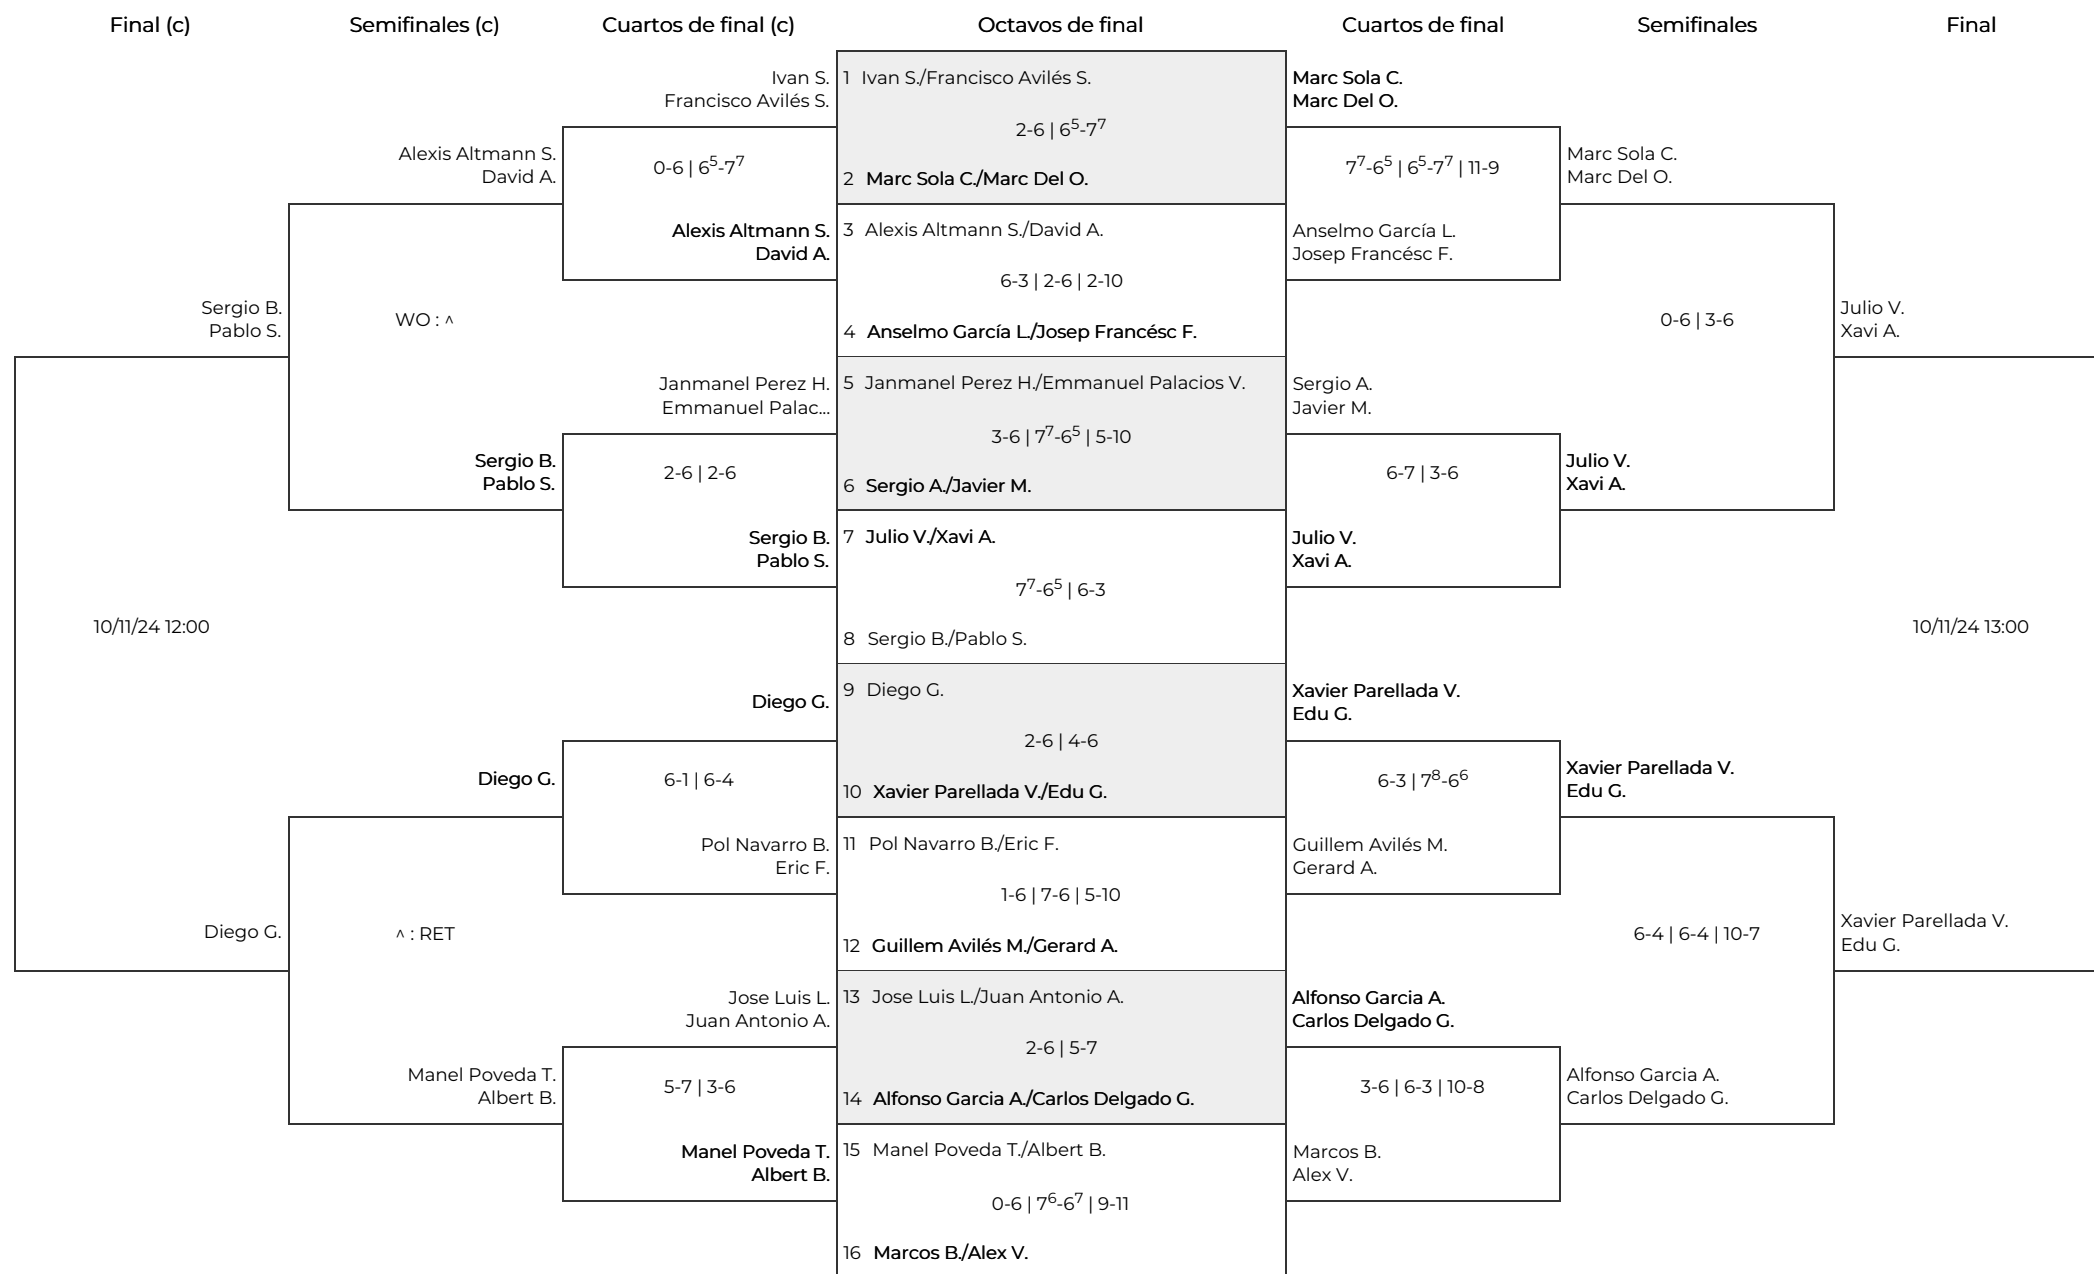 Final (c) Semifinales (c) Cuartos de final (c) Octavos de final Cuartos de final Semifinales Final
Ivan S.
Francisco Avilés S.
Alexis Altmann S.
David A.
0-6 | 6⁵-7⁷
Alexis Altmann S.
David A.
Sergio B.
Pablo S.
WO : ^
Janmanel Perez H.
Emmanuel Palac...
Sergio B.
Pablo S.
2-6 | 2-6
Sergio B.
Pablo S.
10/11/24 12:00
Diego G.
Diego G.
6-1 | 6-4
Pol Navarro B.
Eric F.
Diego G.
^ : RET
Jose Luis L.
Juan Antonio A.
Manel Poveda T.
Albert B.
5-7 | 3-6
Manel Poveda T.
Albert B.
1 Ivan S./Francisco Avilés S.
2-6 | 6⁵-7⁷
2 Marc Sola C./Marc Del O.
3 Alexis Altmann S./David A.
6-3 | 2-6 | 2-10
4 Anselmo García L./Josep Francésc F.
5 Janmanel Perez H./Emmanuel Palacios V.
3-6 | 7⁷-6⁵ | 5-10
6 Sergio A./Javier M.
7 Julio V./Xavi A.
7⁷-6⁵ | 6-3
8 Sergio B./Pablo S.
9 Diego G.
2-6 | 4-6
10 Xavier Parellada V./Edu G.
11 Pol Navarro B./Eric F.
1-6 | 7-6 | 5-10
12 Guillem Avilés M./Gerard A.
13 Jose Luis L./Juan Antonio A.
2-6 | 5-7
14 Alfonso Garcia A./Carlos Delgado G.
15 Manel Poveda T./Albert B.
0-6 | 7⁶-6⁷ | 9-11
16 Marcos B./Alex V.
Marc Sola C.
Marc Del O.
7⁷-6⁵ | 6⁵-7⁷ | 11-9
Anselmo García L.
Josep Francésc F.
Marc Sola C.
Marc Del O.
0-6 | 3-6
Julio V.
Xavi A.
Sergio A.
Javier M.
6-7 | 3-6
Julio V.
Xavi A.
Julio V.
Xavi A.
10/11/24 13:00
Xavier Parellada V.
Edu G.
6-3 | 7⁸-6⁶
Guillem Avilés M.
Gerard A.
Xavier Parellada V.
Edu G.
6-4 | 6-4 | 10-7
Xavier Parellada V.
Edu G.
Alfonso Garcia A.
Carlos Delgado G.
3-6 | 6-3 | 10-8
Marcos B.
Alex V.
Alfonso Garcia A.
Carlos Delgado G.